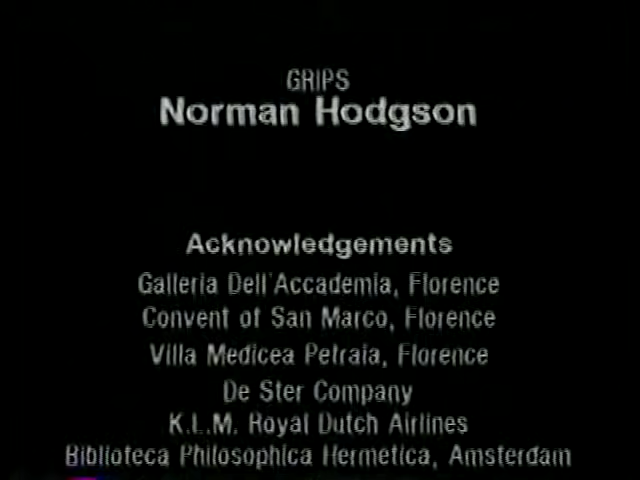 GRIPS
Norman Hodgson
Acknowledgements
Galleria Dell'Accademia, Florence
Convent of San Marco, Florence
Villa Medicea Petraia, Florence
De Ster Company
K.L.M. Royal Dutch Airlines
Biblioteca Philosophica Hermetica, Amsterdam